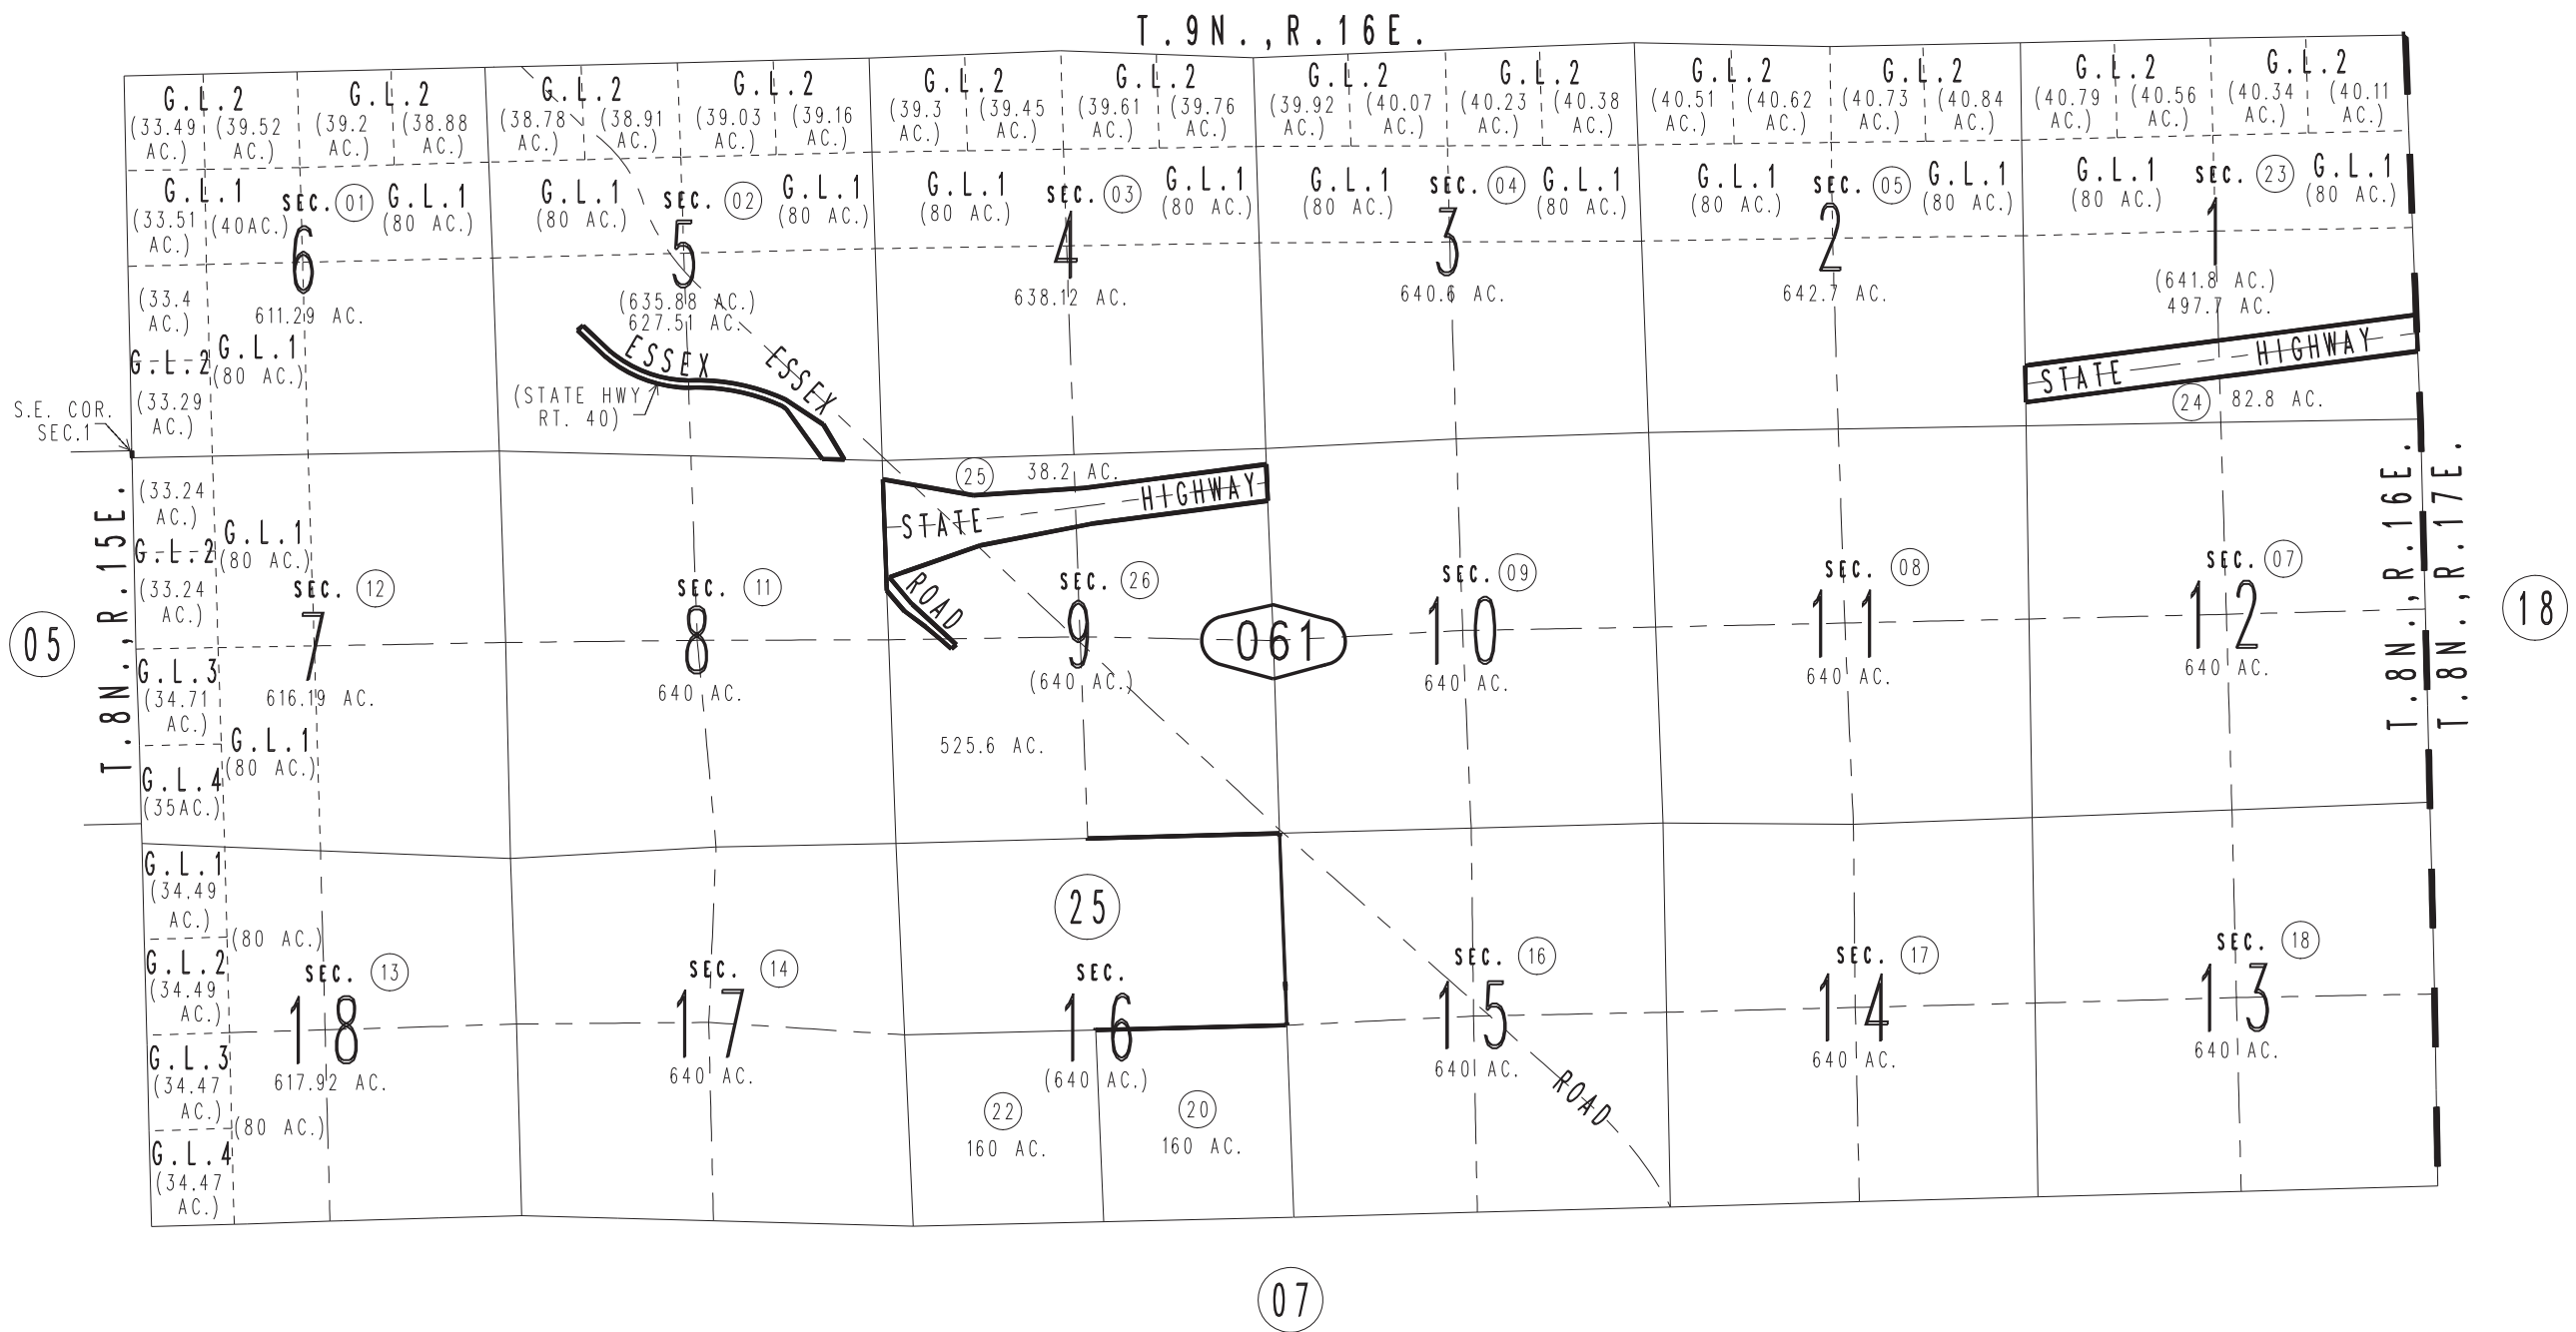 T.9N.,R.16E.
G.L.2
(33.49 AC.)
(39.52 AC.)
G.L.2
(39.2 AC.)
(38.88 AC.)
G.L.2
(38.78 AC.)
(38.91 AC.)
G.L.2
(39.03 AC.)
(39.16 AC.)
G.L.2
(39.3 AC.)
(39.45 AC.)
G.L.2
(39.61 AC.)
(39.76 AC.)
G.L.2
(39.92 AC.)
(40.07 AC.)
G.L.2
(40.23 AC.)
(40.38 AC.)
G.L.2
(40.51 AC.)
(40.62 AC.)
G.L.2
(40.73 AC.)
(40.84 AC.)
G.L.2
(40.79 AC.)
(40.56 AC.)
G.L.2
(40.34 AC.)
(40.11 AC.)
G.L.1
(33.51 AC.)
(40AC.)
SEC. 01
6
611.29 AC.
G.L.1
(80 AC.)
G.L.1
(80 AC.)
SEC. 02
5
(635.88 AC.)
627.51 AC.
G.L.1
(80 AC.)
G.L.1
(80 AC.)
SEC. 03
4
638.12 AC.
G.L.1
(80 AC.)
G.L.1
(80 AC.)
SEC. 04
3
640.6 AC.
G.L.1
(80 AC.)
G.L.1
(80 AC.)
SEC. 05
2
642.7 AC.
G.L.1
(80 AC.)
G.L.1
(80 AC.)
SEC. 23
1
(641.8 AC.)
497.7 AC.
G.L.1
(80 AC.)
(33.4 AC.)
G.L.2
(33.29 AC.)
G.L.1
(80 AC.)
S.E. COR.
SEC.1
ESSEX
ESSEX
(STATE HWY
RT. 40)
STATE HIGHWAY
24
82.8 AC.
T.8N.,R.15E.
05
(33.24 AC.)
G.L.2
(33.24 AC.)
G.L.1
(80 AC.)
SEC. 12
7
616.19 AC.
G.L.3
(34.71 AC.)
G.L.1
(80 AC.)
G.L.4
(35AC.)
SEC. 11
8
640 AC.
25
38.2 AC.
STATE HIGHWAY
ROAD
SEC. 26
9
(640 AC.)
525.6 AC.
061
SEC. 09
10
640 AC.
SEC. 08
11
640 AC.
SEC. 07
12
640 AC.
T.8N.,R.16E.
T.8N.,R.17E.
18
G.L.1
(34.49 AC.)
(80 AC.)
G.L.2
(34.49 AC.)
SEC. 13
18
617.92 AC.
G.L.3
(34.47 AC.)
(80 AC.)
G.L.4
(34.47 AC.)
SEC. 14
17
640 AC.
25
SEC.
16
(640 AC.)
22
160 AC.
20
160 AC.
SEC. 16
15
640 AC.
ROAD
SEC. 17
14
640 AC.
SEC. 18
13
640 AC.
07